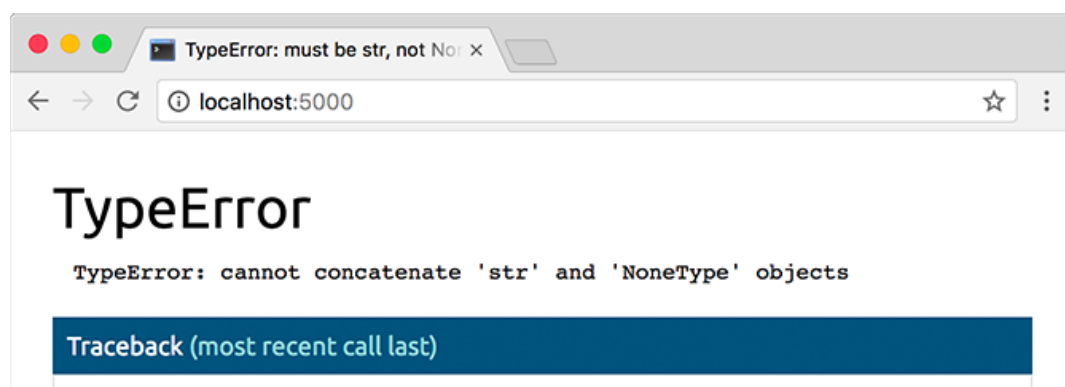 TypeError: must be str, not No
localhost:5000
TypeError
TypeError: cannot concatenate 'str' and 'NoneType' objects
Traceback (most recent call last)